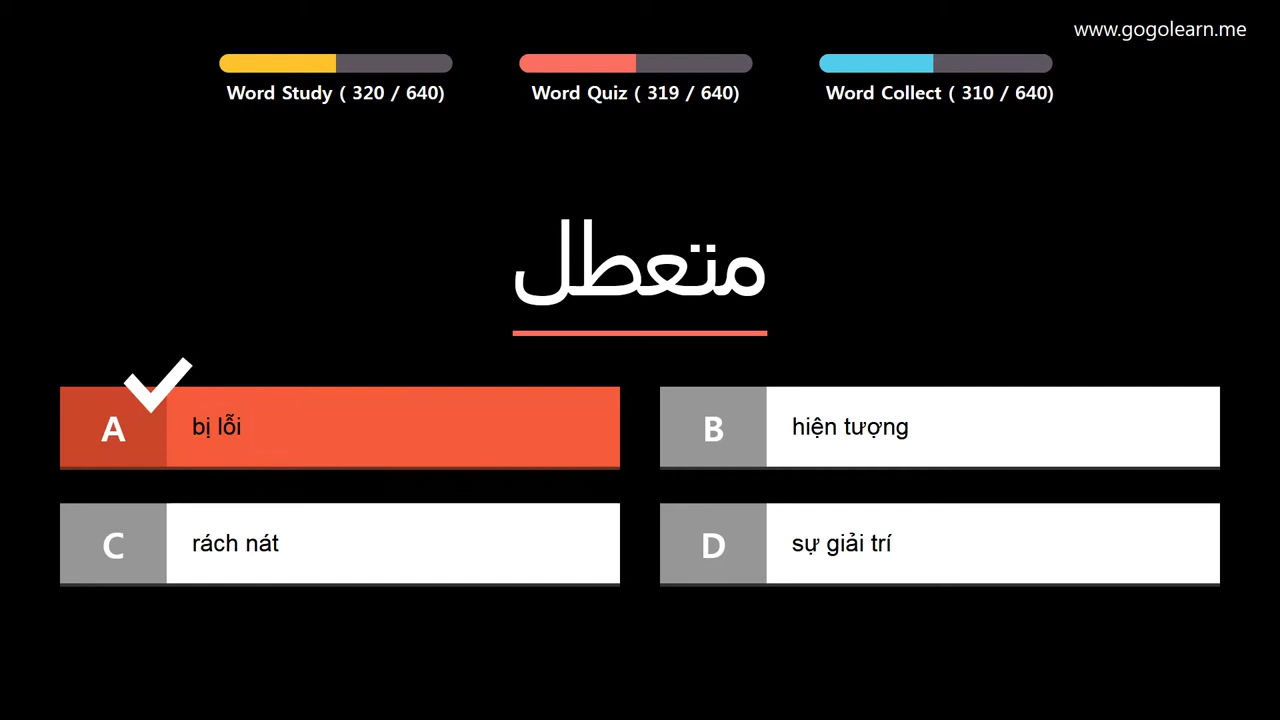 www.gogolearn.me
Word Study ( 320 / 640)
Word Quiz ( 319 / 640)
Word Collect ( 310 / 640)
متعطل
A
bị lỗi
B
hiện tượng
C
rách nát
D
sự giải trí